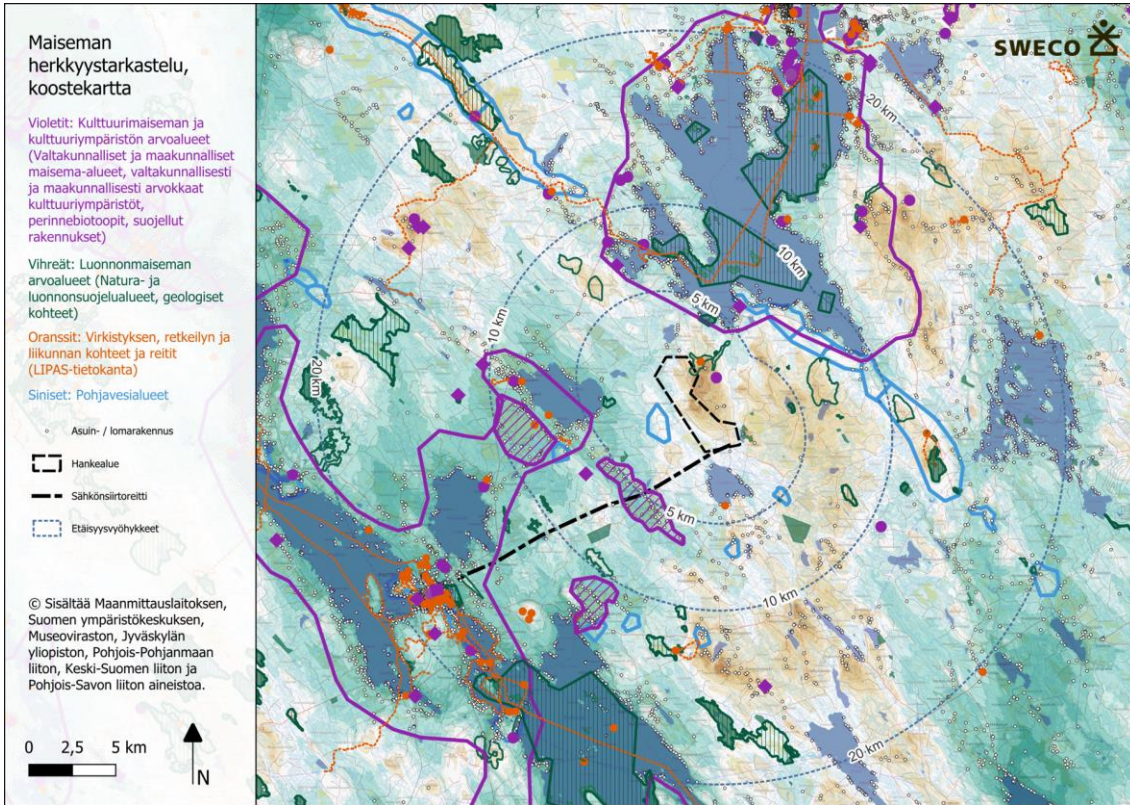 Maiseman
herkkyystarkastelu,
koostekartta
Violetit: Kulttuurimaiseman ja
kulttuuriympäristön arvoalueet
(Valtakunnalliset ja maakunnalliset
maisema-alueet, valtakunnallisesti
ja maakunnallisesti arvokkaat
kulttuuriympäristöt,
perinnebiotoopit, suojellut
rakennukset)
Vihreät: Luonnonmaiseman
arvoalueet (Natura- ja
luonnonsuojelualueet, geologiset
kohteet)
Oranssit: Virkistyksen, retkeilyn ja
liikunnan kohteet ja reitit
(LIPAS-tietokanta)
Siniset: Pohjavesialueet
Asuin- / lomarakennus
Hankealue
Sähkönsiirtoreitti
Etäisyysvyöhykkeet
© Sisältää Maanmittauslaitoksen,
Suomen ympäristökeskuksen,
Museoviraston, Jyväskylän
yliopiston, Pohjois-Pohjanmaan
liiton, Keski-Suomen liiton ja
Pohjois-Savon liiton aineistoa.
0 2,5 5 km
N
SWECO
20 km
10 km
5 km
10 km
20 km
5 km
10 km
20 km